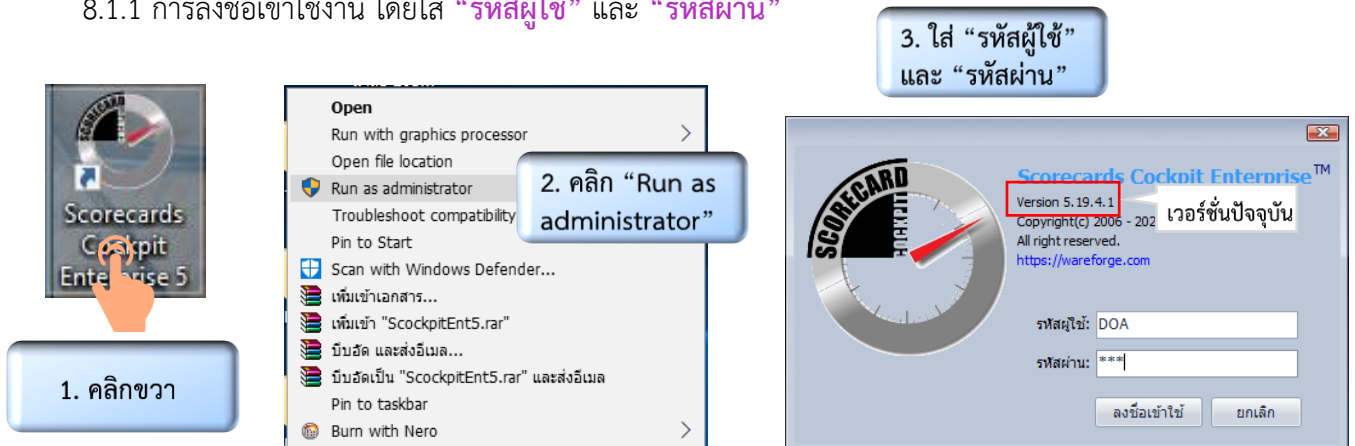 8.1.1 การลงชื่อเข้าใช้งาน โดยใส่ “รหัสผู้ใช้” และ “รหัสผ่าน”
3. ใส่ “รหัสผู้ใช้”
และ “รหัสผ่าน”
SCORECARD
COCKPIT
Scorecards
Cockpit
Enterprise 5
1. คลิกขวา
Open
Run with graphics processor
Open file location
Run as administrator
Troubleshoot compatibility
Pin to Start
Scan with Windows Defender...
เพิ่มเข้าเอกสาร...
เพิ่มเข้า "ScockpitEnt5.rar"
บีบอัด และส่งอีเมล...
บีบอัดเป็น "ScockpitEnt5.rar" และส่งอีเมล
Pin to taskbar
Burn with Nero
2. คลิก “Run as
administrator”
SCORECARD
COCKPIT
Scorecards Cockpit Enterprise™
Version 5.19.4.1
เวอร์ชั่นปัจจุบัน
Copyright(c) 2006 - 202
All right reserved.
https://wareforge.com
รหัสผู้ใช้: DOA
รหัสผ่าน: ***
ลงชื่อเข้าใช้ ยกเลิก